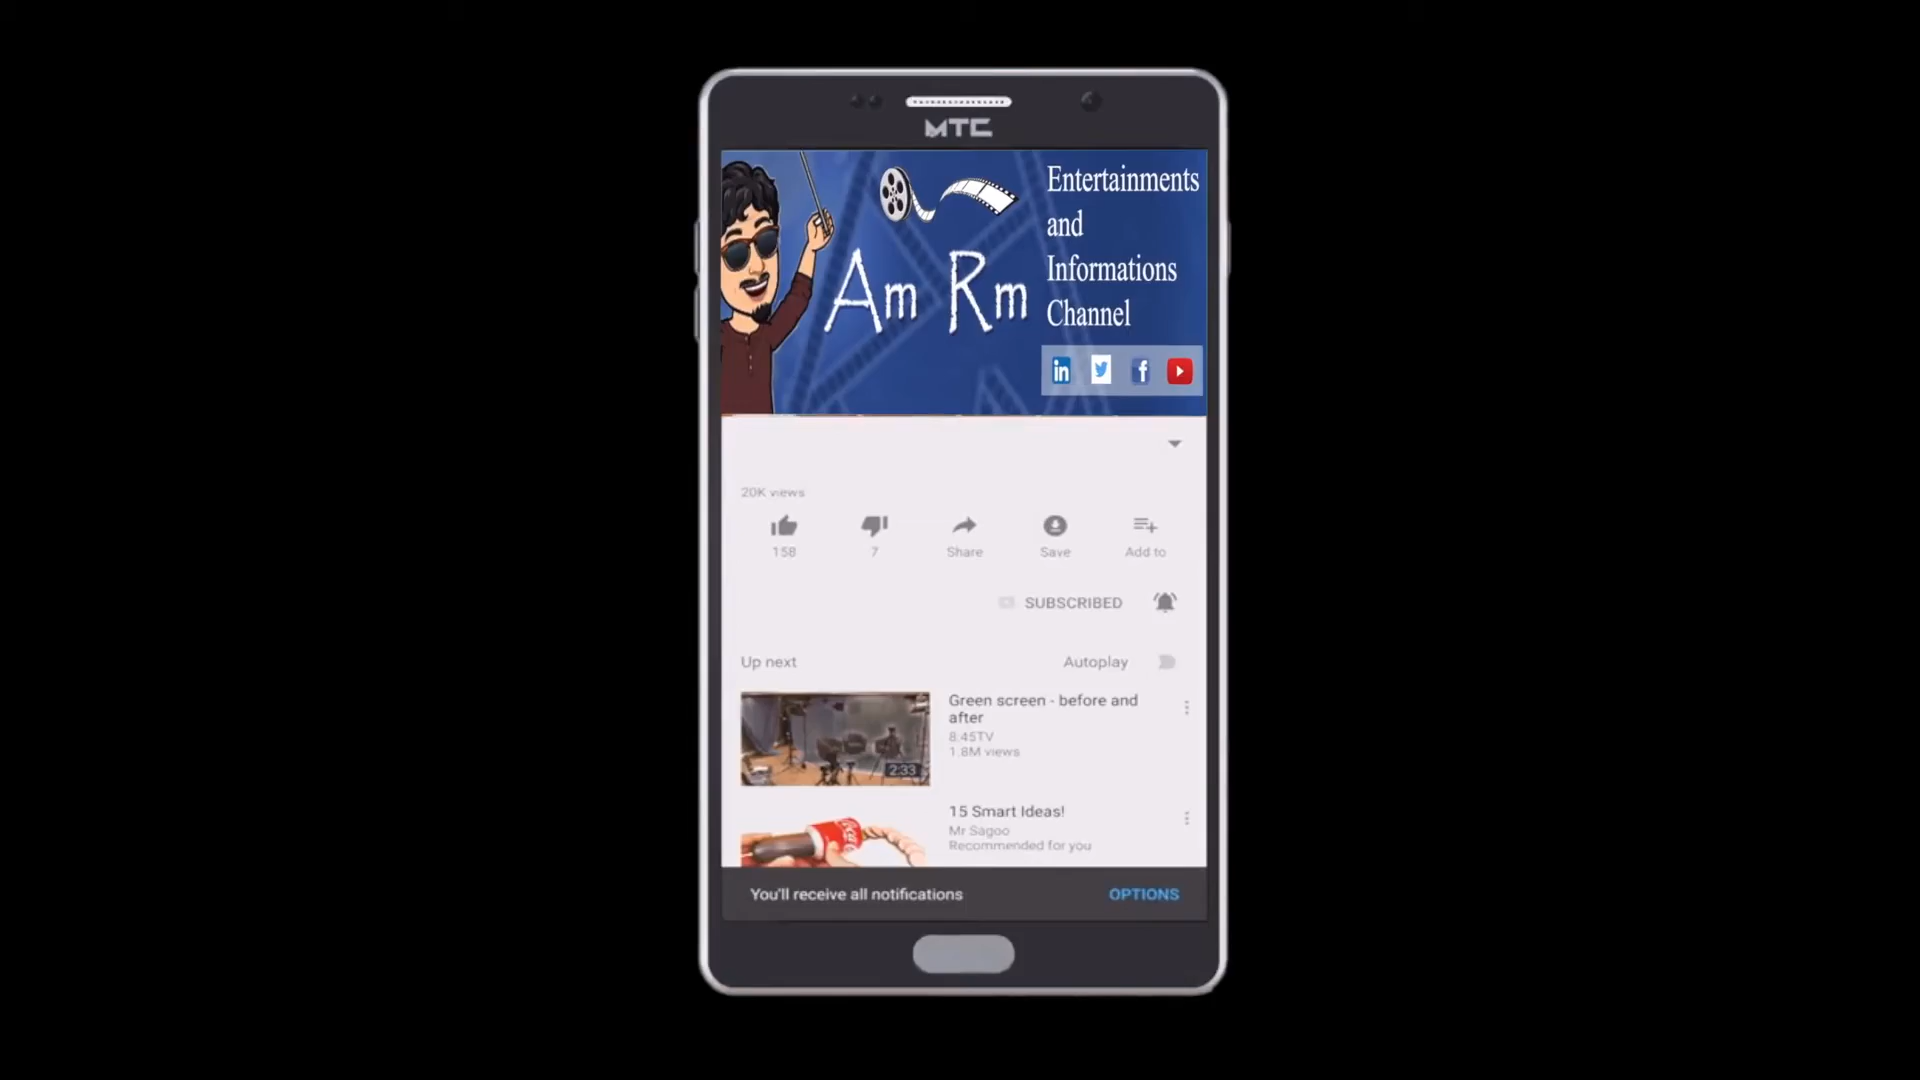 MTC
Entertainments
and
Informations
Channel
Am Rm
in
f
20K views
158
7
Share
Save
Add to
SUBSCRIBED
Up next
Autoplay
Green screen - before and
after
8.45TV
1.8M views
2:33
15 Smart Ideas!
Mr Sagoo
Recommended for you
You'll receive all notifications
OPTIONS